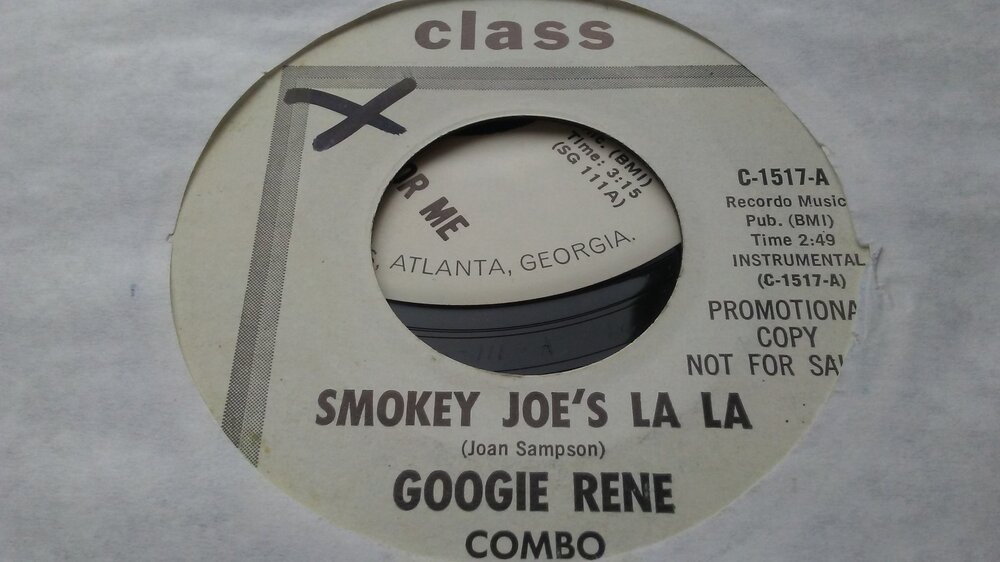 class
C-1517-A
Recordo Music
Pub. (BMI)
Time 2:49
INSTRUMENTAL
(C-1517-A)
PROMOTIONA
COPY
NOT FOR SA
SMOKEY JOE'S LA LA
(Joan Sampson)
GOOGIE RENE
COMBO
(BMI)
Time: 3:15
(SG 111A)
OR ME
ATLANTA, GEORGIA.